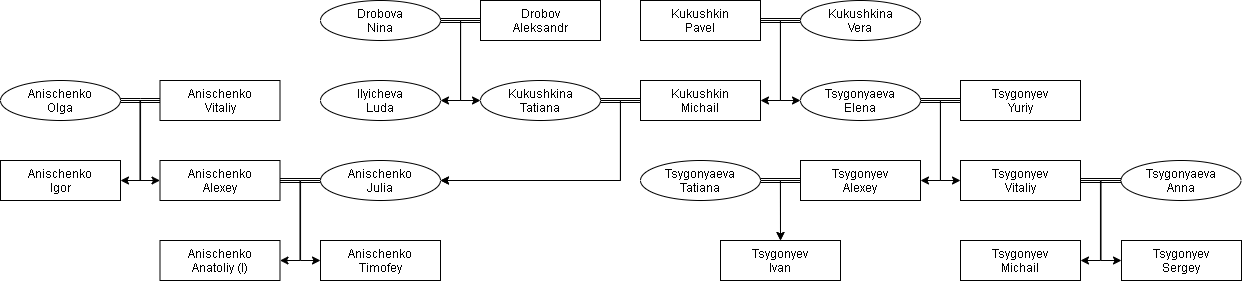 Drobova
Nina
Drobov
Aleksandr
Kukushkin
Pavel
Kukushkina
Vera
Anischenko
Olga
Anischenko
Vitaliy
Ilyicheva
Luda
Kukushkina
Tatiana
Kukushkin
Michail
Tsygonyaeva
Elena
Tsygonyev
Yuriy
Anischenko
Igor
Anischenko
Alexey
Anischenko
Julia
Tsygonyaeva
Tatiana
Tsygonyev
Alexey
Tsygonyev
Vitaliy
Tsygonyaeva
Anna
Anischenko
Anatoliy (I)
Anischenko
Timofey
Tsygonyev
Ivan
Tsygonyev
Michail
Tsygonyev
Sergey